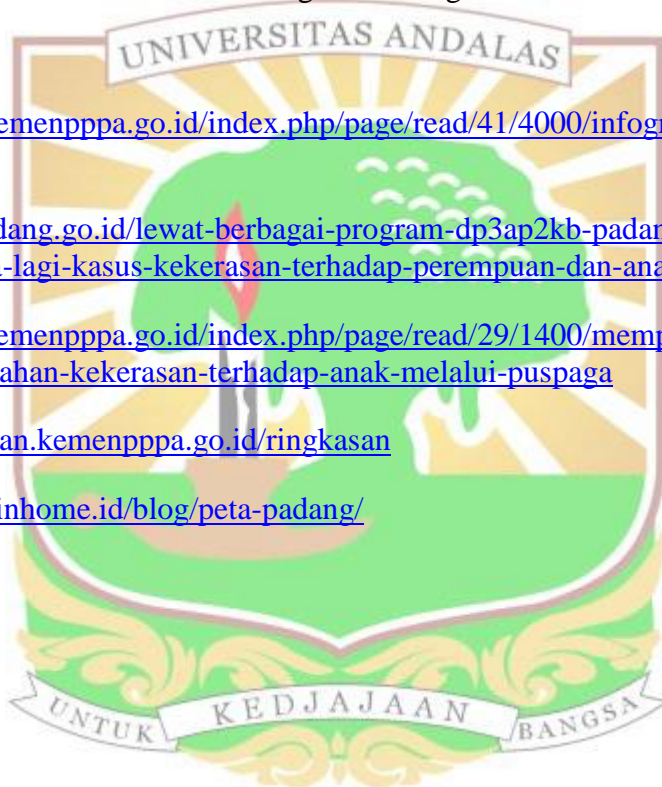 UNIVERSITAS ANDALAS
emenpppa.go.id/index.php/page/read/41/4000/infogr
dang.go.id/lewat-berbagai-program-dp3ap2kb-padan
-lagi-kasus-kekerasan-terhadap-perempuan-dan-ana
emenpppa.go.id/index.php/page/read/29/1400/memp
ahan-kekerasan-terhadap-anak-melalui-puspaga
an.kemenpppa.go.id/ringkasan
inhome.id/blog/peta-padang/
UNTUK KEDJAJAAN BANGSA